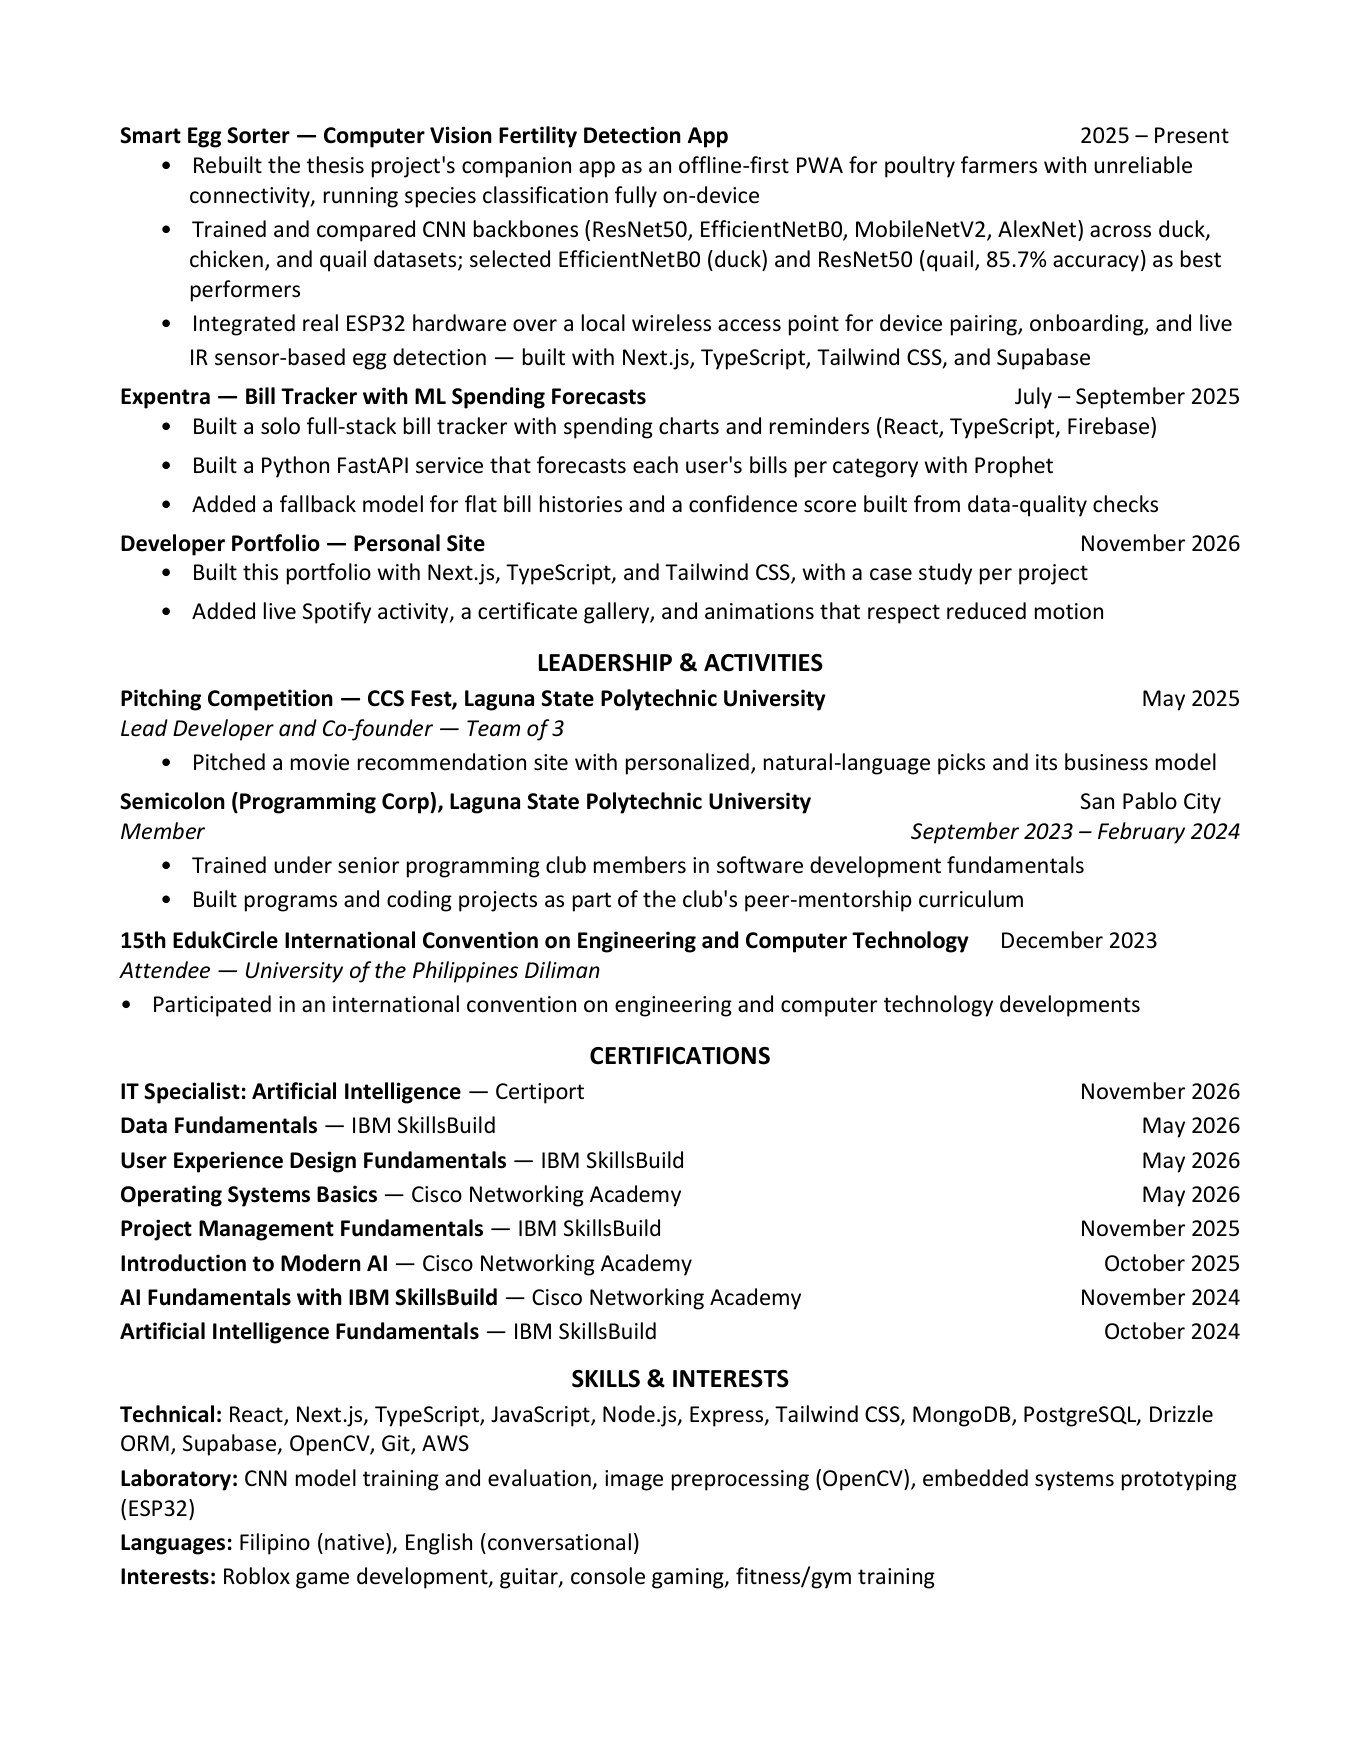 Smart Egg Sorter — Computer Vision Fertility Detection App 2025 – Present
• Rebuilt the thesis project's companion app as an offline-first PWA for poultry farmers with unreliable
connectivity, running species classification fully on-device
• Trained and compared CNN backbones (ResNet50, EfficientNetB0, MobileNetV2, AlexNet) across duck,
chicken, and quail datasets; selected EfficientNetB0 (duck) and ResNet50 (quail, 85.7% accuracy) as best
performers
• Integrated real ESP32 hardware over a local wireless access point for device pairing, onboarding, and live
IR sensor-based egg detection — built with Next.js, TypeScript, Tailwind CSS, and Supabase
Expentra — Bill Tracker with ML Spending Forecasts July – September 2025
• Built a solo full-stack bill tracker with spending charts and reminders (React, TypeScript, Firebase)
• Built a Python FastAPI service that forecasts each user's bills per category with Prophet
• Added a fallback model for flat bill histories and a confidence score built from data-quality checks
Developer Portfolio — Personal Site November 2026
• Built this portfolio with Next.js, TypeScript, and Tailwind CSS, with a case study per project
• Added live Spotify activity, a certificate gallery, and animations that respect reduced motion
LEADERSHIP & ACTIVITIES
Pitching Competition — CCS Fest, Laguna State Polytechnic University May 2025
Lead Developer and Co-founder — Team of 3
• Pitched a movie recommendation site with personalized, natural-language picks and its business model
Semicolon (Programming Corp), Laguna State Polytechnic University San Pablo City
Member September 2023 – February 2024
• Trained under senior programming club members in software development fundamentals
• Built programs and coding projects as part of the club's peer-mentorship curriculum
15th EdukCircle International Convention on Engineering and Computer Technology December 2023
Attendee — University of the Philippines Diliman
• Participated in an international convention on engineering and computer technology developments
CERTIFICATIONS
IT Specialist: Artificial Intelligence — Certiport November 2026
Data Fundamentals — IBM SkillsBuild May 2026
User Experience Design Fundamentals — IBM SkillsBuild May 2026
Operating Systems Basics — Cisco Networking Academy May 2026
Project Management Fundamentals — IBM SkillsBuild November 2025
Introduction to Modern AI — Cisco Networking Academy October 2025
AI Fundamentals with IBM SkillsBuild — Cisco Networking Academy November 2024
Artificial Intelligence Fundamentals — IBM SkillsBuild October 2024
SKILLS & INTERESTS
Technical: React, Next.js, TypeScript, JavaScript, Node.js, Express, Tailwind CSS, MongoDB, PostgreSQL, Drizzle
ORM, Supabase, OpenCV, Git, AWS
Laboratory: CNN model training and evaluation, image preprocessing (OpenCV), embedded systems prototyping
(ESP32)
Languages: Filipino (native), English (conversational)
Interests: Roblox game development, guitar, console gaming, fitness/gym training